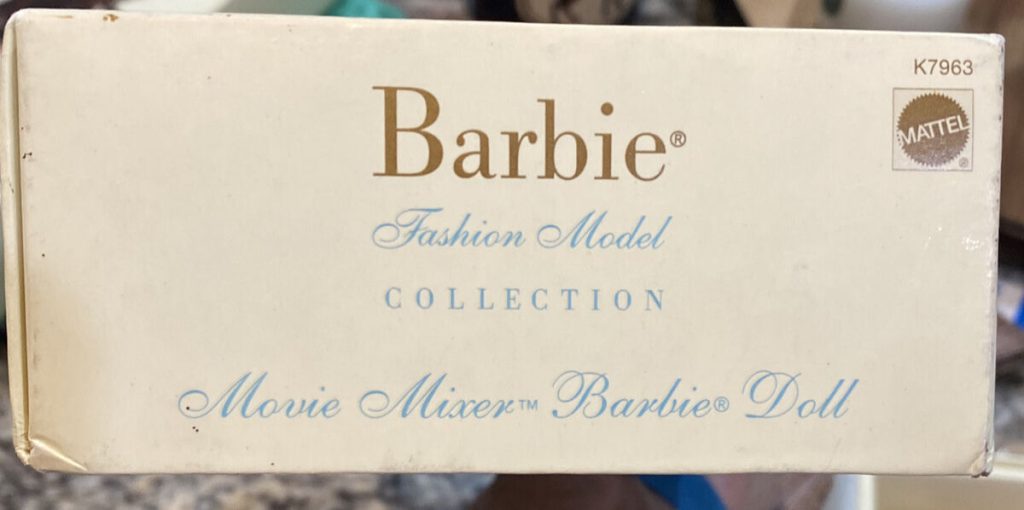 K7963
MATTEL®
Barbie®
Fashion Model
COLLECTION
Movie Mixer™ Barbie® Doll